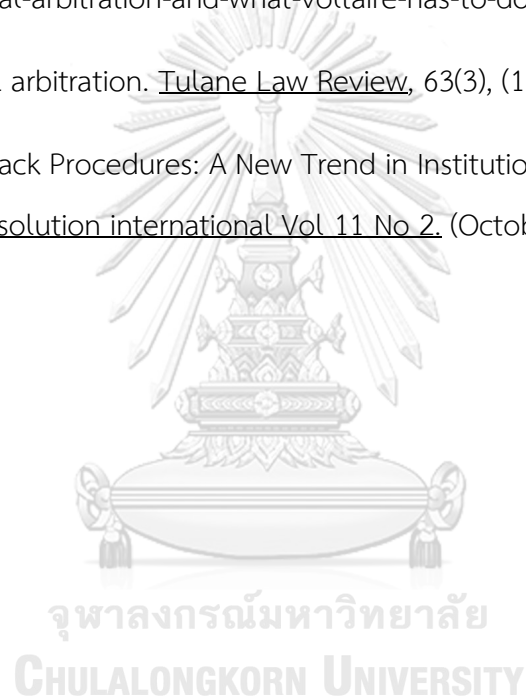 al-arbitration-and-what-voltaire-has-to-do
arbitration. Tulane Law Review, 63(3), (1
ack Procedures: A New Trend in Institutio
solution international Vol 11 No 2. (Octob
จุฬาลงกรณ์มหาวิทยาลัย
CHULALONGKORN UNIVERSITY